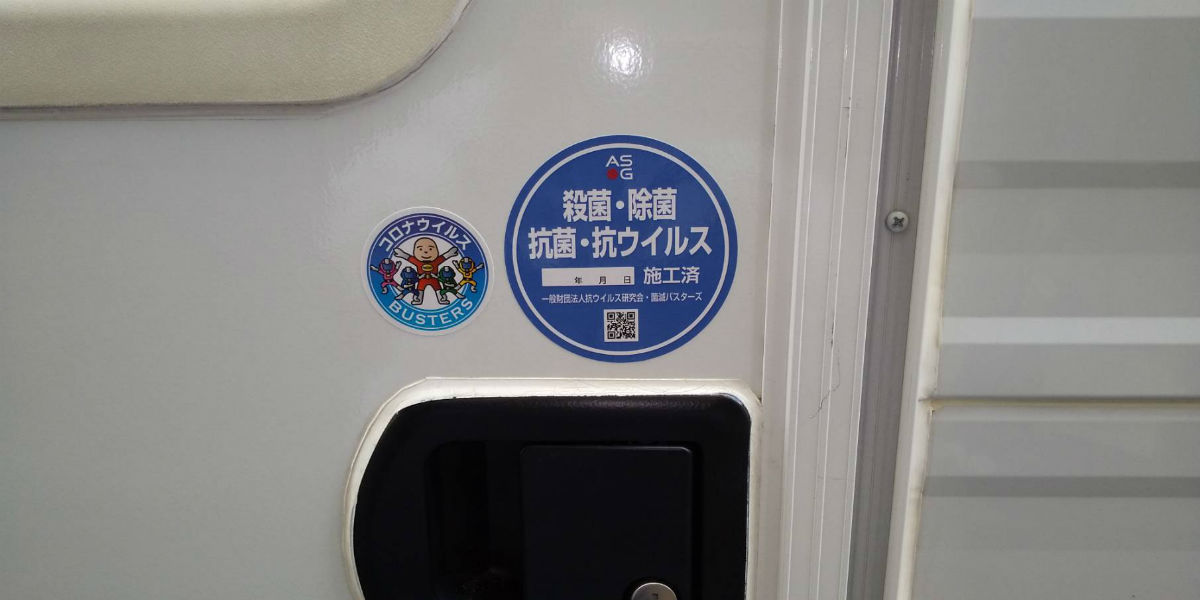 コロナウイルス
BUSTERS
AS
G
殺菌・除菌
抗菌・抗ウイルス
年 月 日 施工済
一般財団法人抗ウイルス研究会・菌滅バスターズ